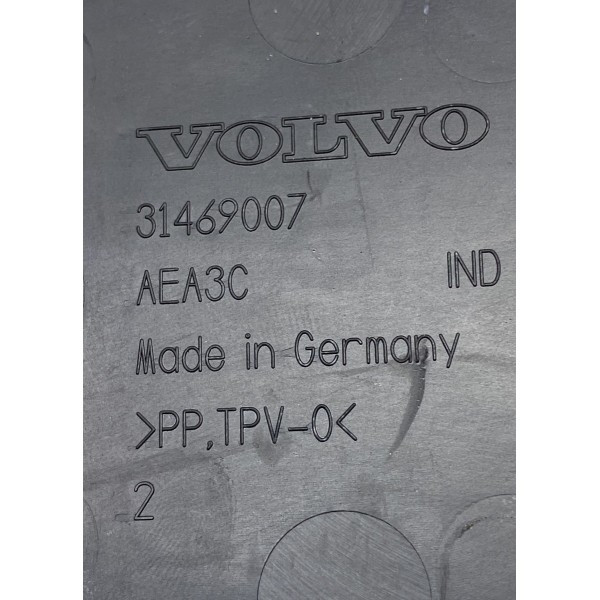 VOLVO
31469007
AEA3C IND
Made in Germany
>PP,TPV-0<
2